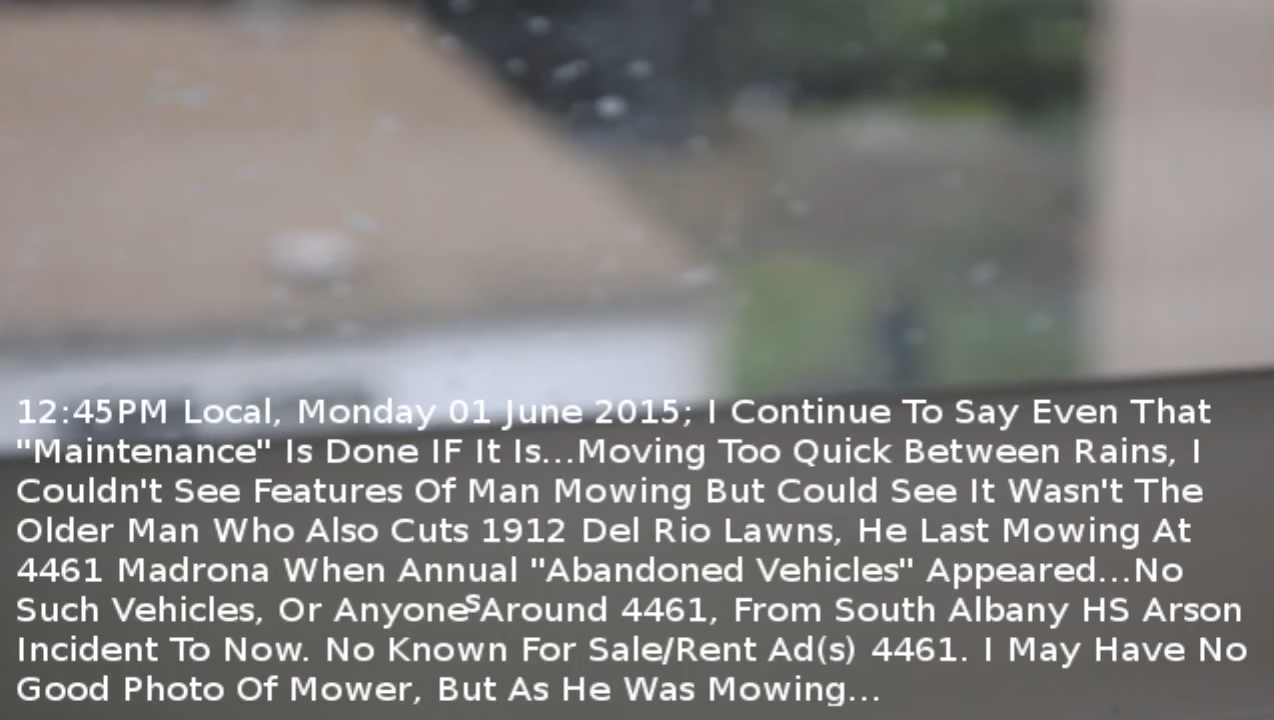 12:45PM Local, Monday 01 June 2015; I Continue To Say Even That
"Maintenance" Is Done IF It Is...Moving Too Quick Between Rains, I
Couldn't See Features Of Man Mowing But Could See It Wasn't The
Older Man Who Also Cuts 1912 Del Rio Lawns, He Last Mowing At
4461 Madrona When Annual "Abandoned Vehicles" Appeared...No
Such Vehicles, Or AnyonesAround 4461, From South Albany HS Arson
Incident To Now. No Known For Sale/Rent Ad(s) 4461. I May Have No
Good Photo Of Mower, But As He Was Mowing...